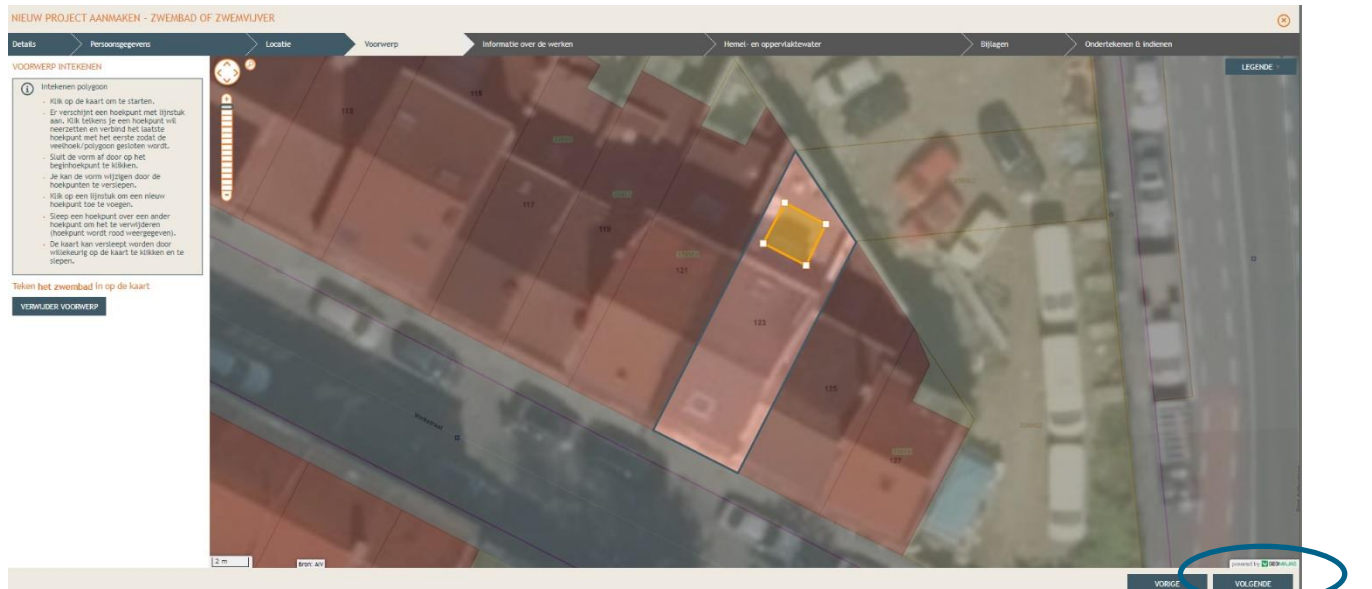 NIEUW PROJECT AANMAKEN - ZWEMBAD OF ZWEMVIJVER
Details
Persoonsgegevens
Locatie
Voorwerp
Informatie over de werken
Hemel- en oppervlaktewater
Bijlagen
Ondertekenen & indienen
VOORWERP INTEKENEN
LEGENDE
Intekenen polygoon
- Klik op de kaart om te starten.
- Er verschijnt een hoekpunt met lijnstuk
aan. Klik telkens je een hoekpunt wil
neerzetten en verbind het laatste
hoekpunt met het eerste zodat de
veelhoek/polygoon gesloten wordt.
- Sluit de vorm af door op het
beginhoekpunt te klikken.
- Je kan de vorm wijzigen door de
hoekpunten te verslepen.
- Klik op een lijnstuk om een nieuw
hoekpunt toe te voegen.
- Sleep een hoekpunt over een ander
hoekpunt om het te verwijderen
(hoekpunt wordt rood weergegeven).
- De kaart kan versleept worden door
willekeurig op de kaart te klikken en te
slepen.
Teken het zwembad in op de kaart
VERWIJDER VOORWERP
113
115
117
119
121
123
125
127
2 m
Bron: AIV
powered by
VORIGE
VOLGENDE